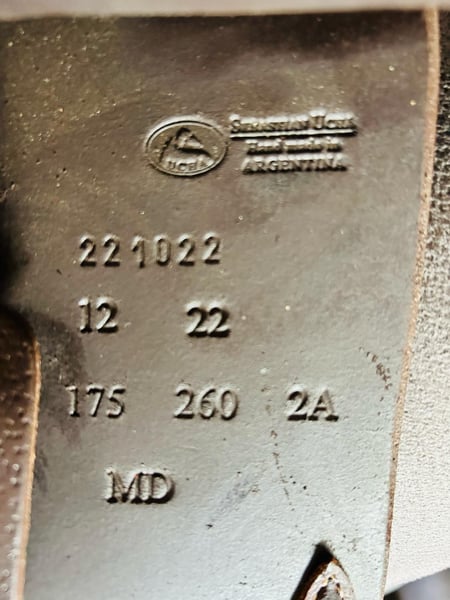 UCHA
SEBASTIAN UCHA
Hand made in
ARGENTINA
221022
12 22
175 260 2A
MD